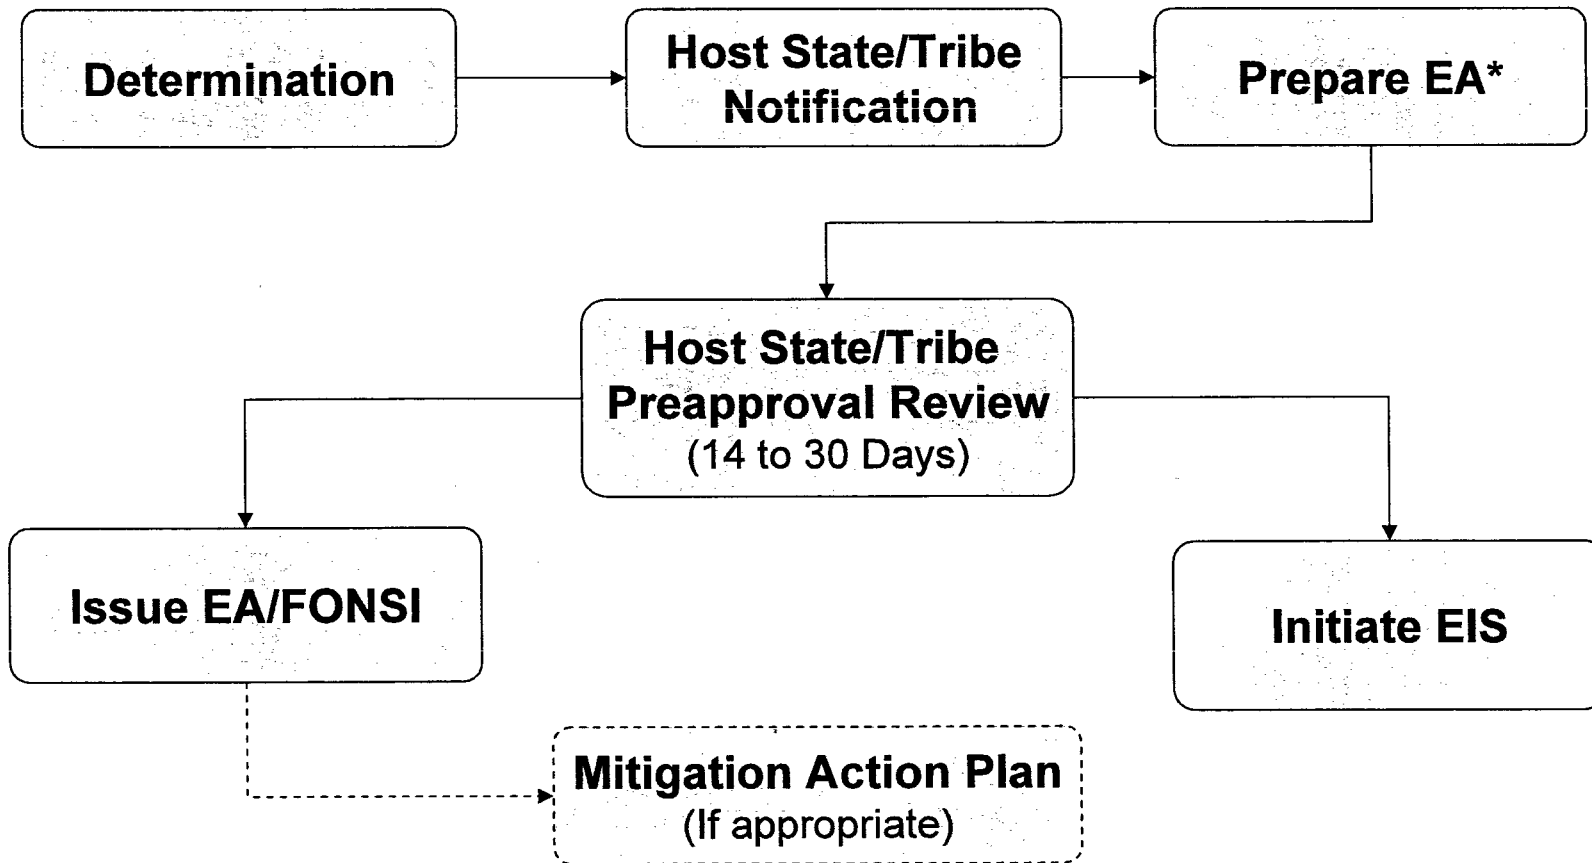 Determination
Host State/Tribe
Notification
Prepare EA*
Host State/Tribe
Preapproval Review
(14 to 30 Days)
Issue EA/FONSI
Initiate EIS
Mitigation Action Plan
(If appropriate)